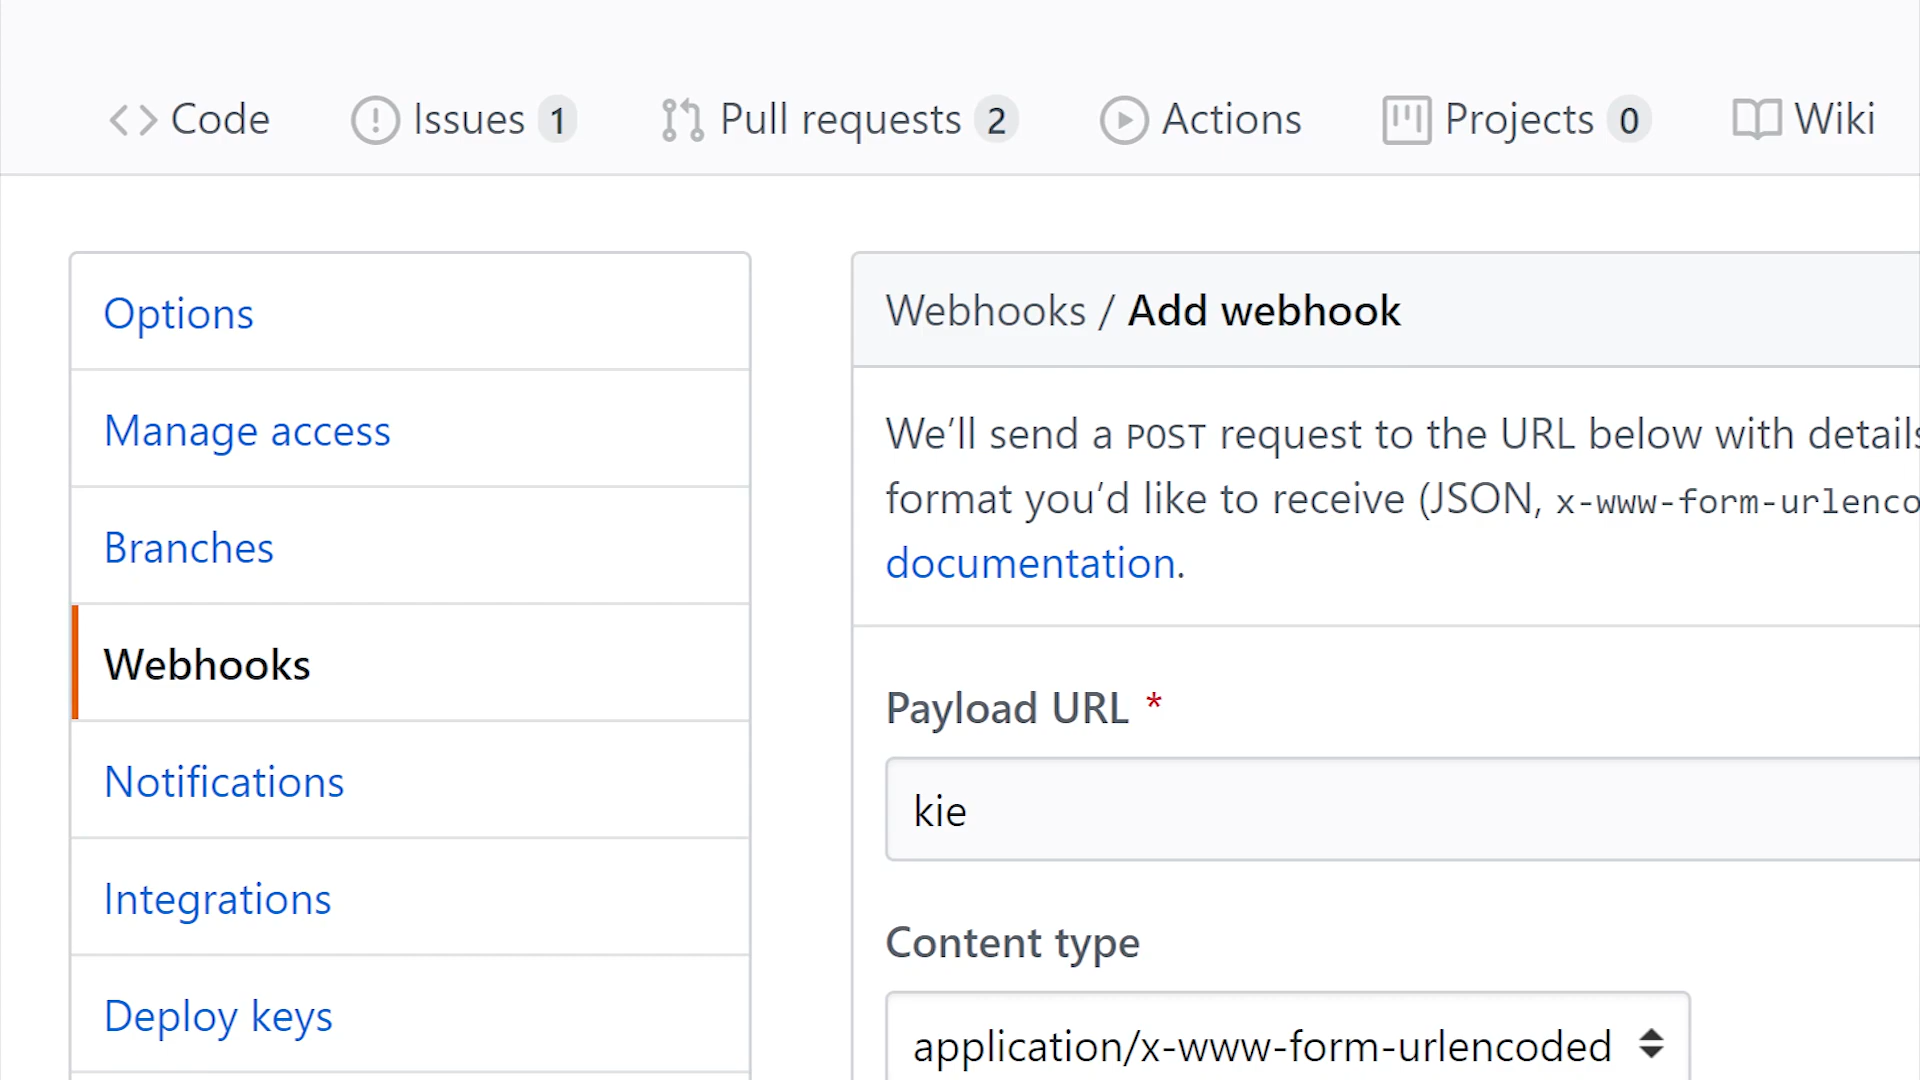 Code Issues 1 Pull requests 2 Actions Projects 0 Wiki
Options
Manage access
Branches
Webhooks
Notifications
Integrations
Deploy keys
Webhooks / Add webhook
We’ll send a POST request to the URL below with details
format you’d like to receive (JSON, x-www-form-urlenco
documentation.
Payload URL *
kie
Content type
application/x-www-form-urlencoded